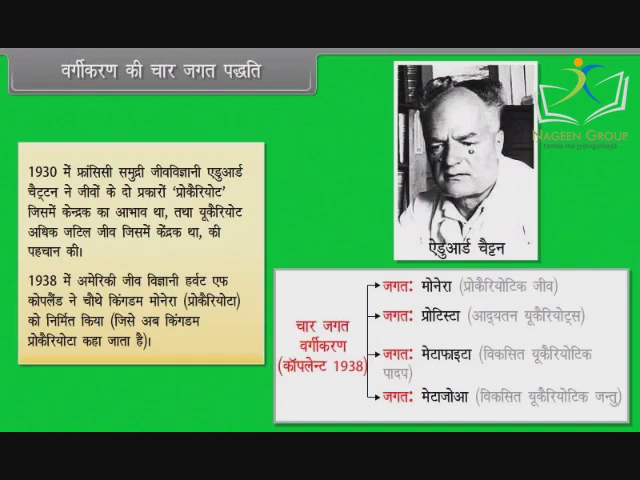 वर्गीकरण की चार जगत पद्धति
NAGEEN GROUP
1930 में फ्रांसिसी समुद्री जीवविज्ञानी एडुआर्ड
चैट्टन ने जीवों के दो प्रकारों ‘प्रोकैरियोट’
जिसमें केन्द्रक का आभाव था, तथा यूकैरियोट
अधिक जटिल जीव जिसमें केंद्रक था, की
पहचान की।
1938 में अमेरिकी जीव विज्ञानी हर्वट एफ
कोपलैंड ने चौथे किंगडम मोनेरा (प्रोकैरियोटा)
को निर्मित किया (जिसे अब किंगडम
प्रोकैरियोटा कहा जाता है)।
ऐडुआर्ड चैट्टन
चार जगत
वर्गीकरण
(कॉपलेन्ट 1938)
जगत: मोनेरा (प्रोकैरियोटिक जीव)
जगत: प्रोटिस्टा (आद्यतन यूकैरियोट्स)
जगत: मेटाफाइटा (विकसित यूकैरियोटिक
पादप)
जगत: मेटाजोआ (विकसित यूकैरियोटिक जन्तु)